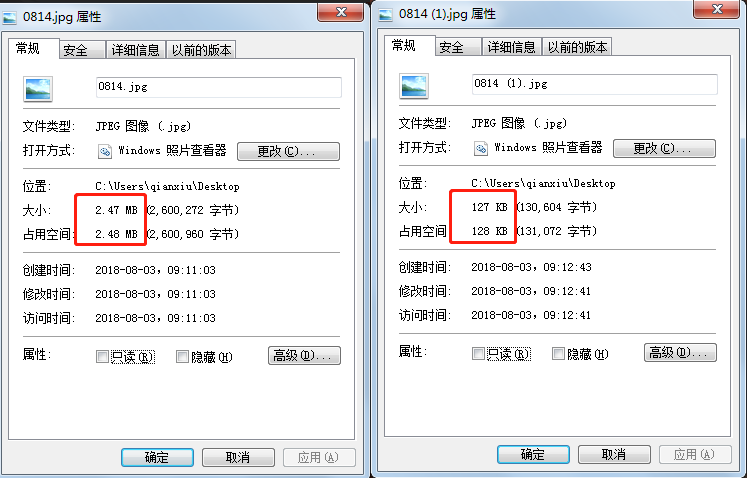 0814.jpg 属性
常规 安全 详细信息 以前的版本
0814.jpg
文件类型: JPEG 图像 (.jpg)
打开方式: Windows 照片查看器 更改(C)...
位置: C:\Users\qianxiu\Desktop
大小: 2.47 MB (2,600,272 字节)
占用空间: 2.48 MB (2,600,960 字节)
创建时间: 2018-08-03, 09:11:03
修改时间: 2018-08-03, 09:11:03
访问时间: 2018-08-03, 09:11:03
属性: 只读(R) 隐藏(H) 高级(D)...
确定 取消 应用(A)
0814 (1).jpg 属性
常规 安全 详细信息 以前的版本
0814 (1).jpg
文件类型: JPEG 图像 (.jpg)
打开方式: Windows 照片查看器 更改(C)...
位置: C:\Users\qianxiu\Desktop
大小: 127 KB (130,604 字节)
占用空间 128 KB (131,072 字节)
创建时间: 2018-08-03, 09:12:43
修改时间: 2018-08-03, 09:12:41
访问时间: 2018-08-03, 09:12:41
属性: 只读(R) 隐藏(H) 高级(D)...
确定 取消 应用(A)